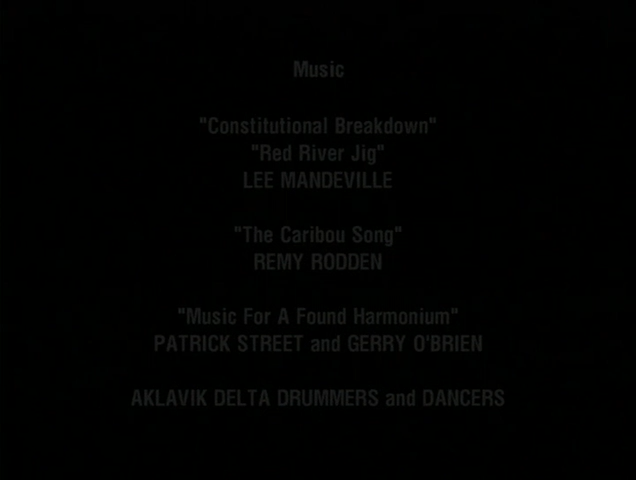 Music
"Constitutional Breakdown"
"Red River Jig"
LEE MANDEVILLE
"The Caribou Song"
REMY RODDEN
"Music For A Found Harmonium"
PATRICK STREET and GERRY O'BRIEN
AKLAVIK DELTA DRUMMERS and DANCERS